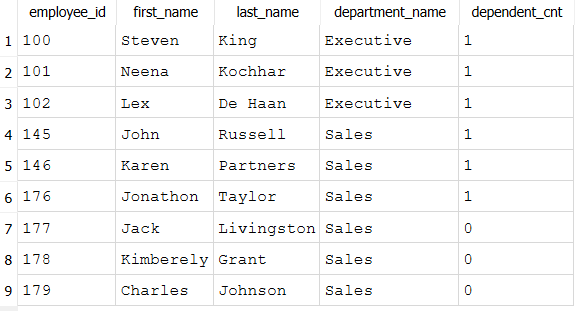 employee_id first_name last_name department_name dependent_cnt
1 100 Steven King Executive 1
2 101 Neena Kochhar Executive 1
3 102 Lex De Haan Executive 1
4 145 John Russell Sales 1
5 146 Karen Partners Sales 1
6 176 Jonathon Taylor Sales 1
7 177 Jack Livingston Sales 0
8 178 Kimberely Grant Sales 0
9 179 Charles Johnson Sales 0